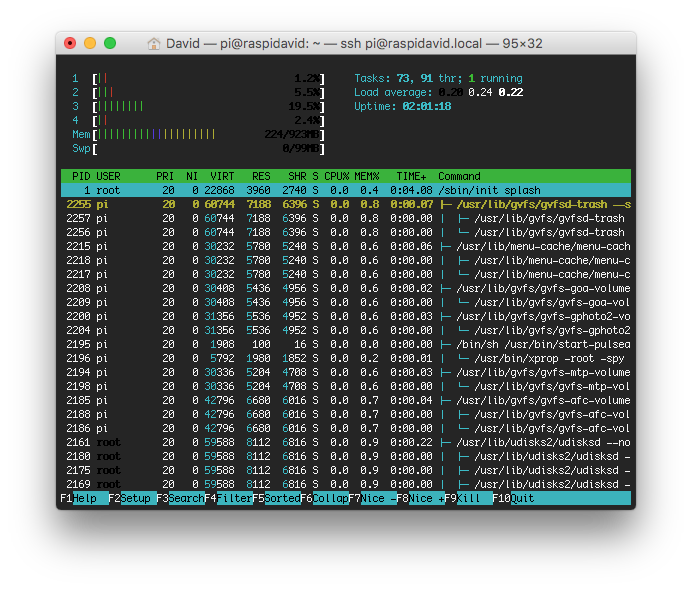 David — pi@raspidavid: ~ — ssh pi@raspidavid.local — 95×32
1 [|| 1.2%] Tasks: 73, 91 thr; 1 running
2 [||| 5.5%] Load average: 0.20 0.24 0.22
3 [|||||||| 19.5%] Uptime: 02:01:18
4 [|| 2.4%]
Mem[|||||||||||||||||||| 224/923MB]
Swp[ 0/99MB]
PID USER PRI NI VIRT RES SHR S CPU% MEM% TIME+ Command
1 root 20 0 22868 3960 2740 S 0.0 0.4 0:04.08 /sbin/init splash
2255 pi 20 0 60744 7188 6396 S 0.0 0.8 0:00.07 ├─ /usr/lib/gvfs/gvfsd-trash --s
2257 pi 20 0 60744 7188 6396 S 0.0 0.8 0:00.00 │ ├─ /usr/lib/gvfs/gvfsd-trash
2256 pi 20 0 60744 7188 6396 S 0.0 0.8 0:00.00 │ └─ /usr/lib/gvfs/gvfsd-trash
2215 pi 20 0 30232 5780 5240 S 0.0 0.6 0:00.06 ├─ /usr/lib/menu-cache/menu-cach
2218 pi 20 0 30232 5780 5240 S 0.0 0.6 0:00.00 │ ├─ /usr/lib/menu-cache/menu-c
2217 pi 20 0 30232 5780 5240 S 0.0 0.6 0:00.00 │ └─ /usr/lib/menu-cache/menu-c
2208 pi 20 0 30408 5436 4956 S 0.0 0.6 0:00.02 ├─ /usr/lib/gvfs/gvfs-goa-volume
2209 pi 20 0 30408 5436 4956 S 0.0 0.6 0:00.00 │ └─ /usr/lib/gvfs/gvfs-goa-vol
2200 pi 20 0 31356 5536 4952 S 0.0 0.6 0:00.03 ├─ /usr/lib/gvfs/gvfs-gphoto2-vo
2204 pi 20 0 31356 5536 4952 S 0.0 0.6 0:00.00 │ └─ /usr/lib/gvfs/gvfs-gphoto2
2195 pi 20 0 1908 100 16 S 0.0 0.0 0:00.00 ├─ /bin/sh /usr/bin/start-pulsea
2196 pi 20 0 5792 1980 1852 S 0.0 0.2 0:00.01 │ └─ /usr/bin/xprop -root -spy
2194 pi 20 0 30336 5204 4708 S 0.0 0.6 0:00.03 ├─ /usr/lib/gvfs/gvfs-mtp-volume
2198 pi 20 0 30336 5204 4708 S 0.0 0.6 0:00.00 │ └─ /usr/lib/gvfs/gvfs-mtp-vol
2185 pi 20 0 42796 6680 6016 S 0.0 0.7 0:00.04 ├─ /usr/lib/gvfs/gvfs-afc-volume
2188 pi 20 0 42796 6680 6016 S 0.0 0.7 0:00.00 │ ├─ /usr/lib/gvfs/gvfs-afc-vol
2186 pi 20 0 42796 6680 6016 S 0.0 0.7 0:00.00 │ └─ /usr/lib/gvfs/gvfs-afc-vol
2161 root 20 0 59588 8112 6816 S 0.0 0.9 0:00.22 ├─ /usr/lib/udisks2/udisksd --no
2180 root 20 0 59588 8112 6816 S 0.0 0.9 0:00.00 │ ├─ /usr/lib/udisks2/udisksd -
2175 root 20 0 59588 8112 6816 S 0.0 0.9 0:00.00 │ ├─ /usr/lib/udisks2/udisksd -
2169 root 20 0 59588 8112 6816 S 0.0 0.9 0:00.00 │ ├─ /usr/lib/udisks2/udisksd -
F1Help F2Setup F3SearchF4FilterF5SortedF6CollapF7Nice -F8Nice +F9Kill F10Quit